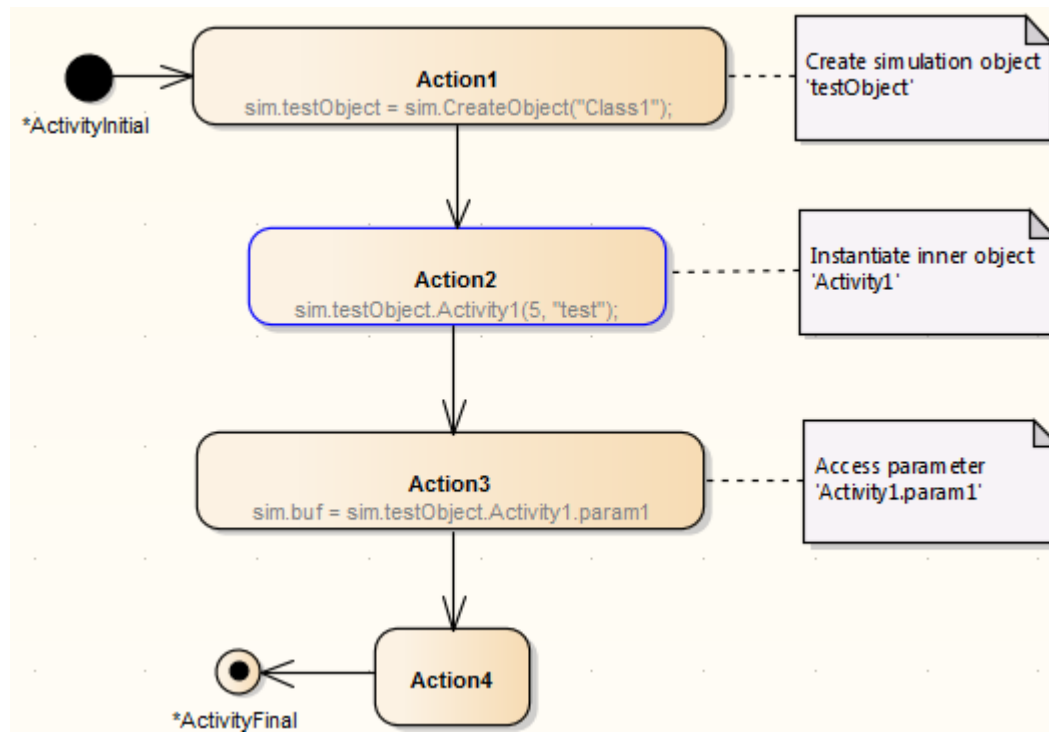 Action1
sim.testObject = sim.CreateObject("Class1");
Create simulation object
'testObject'
*ActivityInitial
Action2
sim.testObject.Activity1(5, "test");
Instantiate inner object
'Activity1'
Action3
sim.buf = sim.testObject.Activity1.param1
Access parameter
'Activity1.param1'
Action4
*ActivityFinal